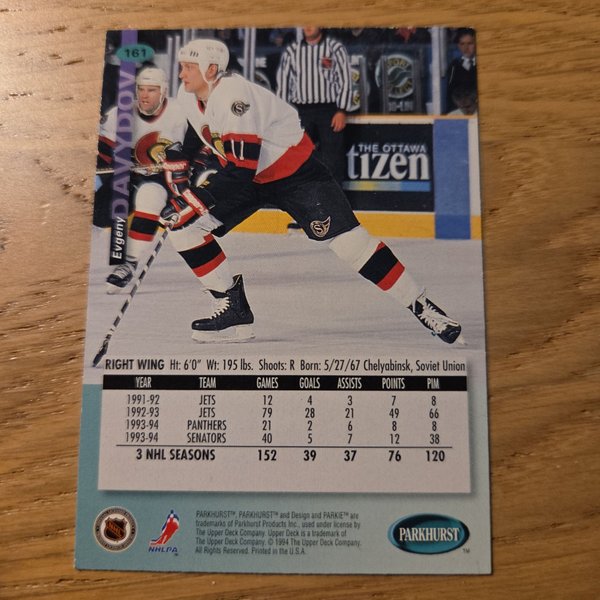 161
Evgeny
DAVYDOV
11
THE OTTAWA
tizen
RIGHT WING Ht: 6'0" Wt: 195 lbs. Shoots: R Born: 5/27/67 Chelyabinsk, Soviet Union
YEAR TEAM GAMES GOALS ASSISTS POINTS PIM
1991-92 JETS 12 4 3 7 8
1992-93 JETS 79 28 21 49 66
1993-94 PANTHERS 21 2 6 8 8
1993-94 SENATORS 40 5 7 12 38
3 NHL SEASONS 152 39 37 76 120
PARKHURST™, PARKHURST™ and Design and PARKIE™ are
trademarks of Parkhurst Products Inc., used under license by
The Upper Deck Company. Upper Deck is a trademark of
The Upper Deck Company. © 1994 The Upper Deck Company.
All Rights Reserved. Printed in the U.S.A.
NHL
NHLPA
PARKHURST
™